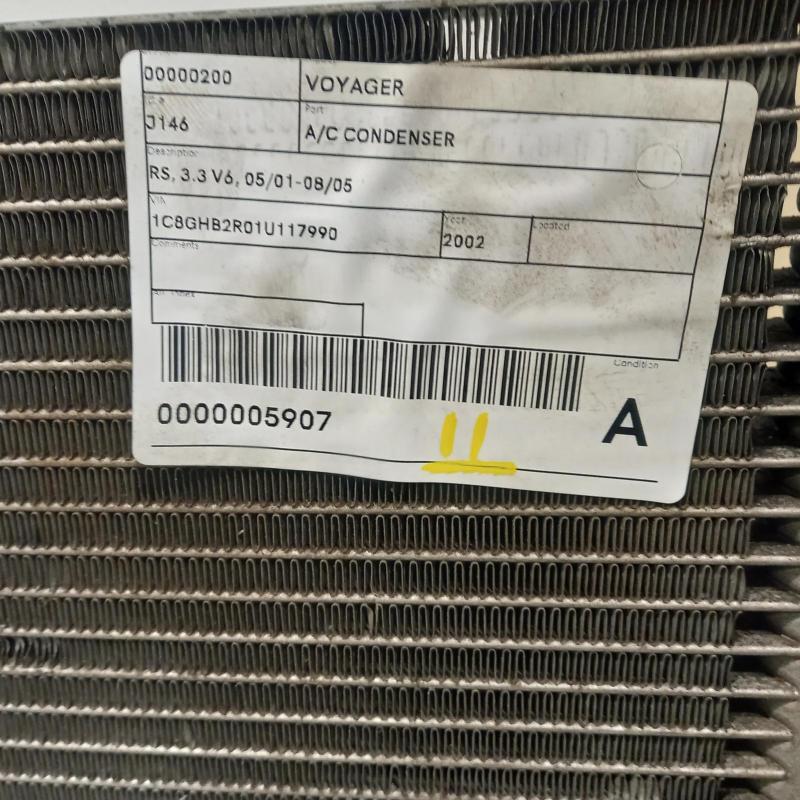 00000200
VOYAGER
J146
Part
A/C CONDENSER
Description
RS, 3.3 V6, 05/01-08/05
VIN
1C8GHB2R01U117990
Year
2002
Located
Comments
Condition
0000005907
11
A